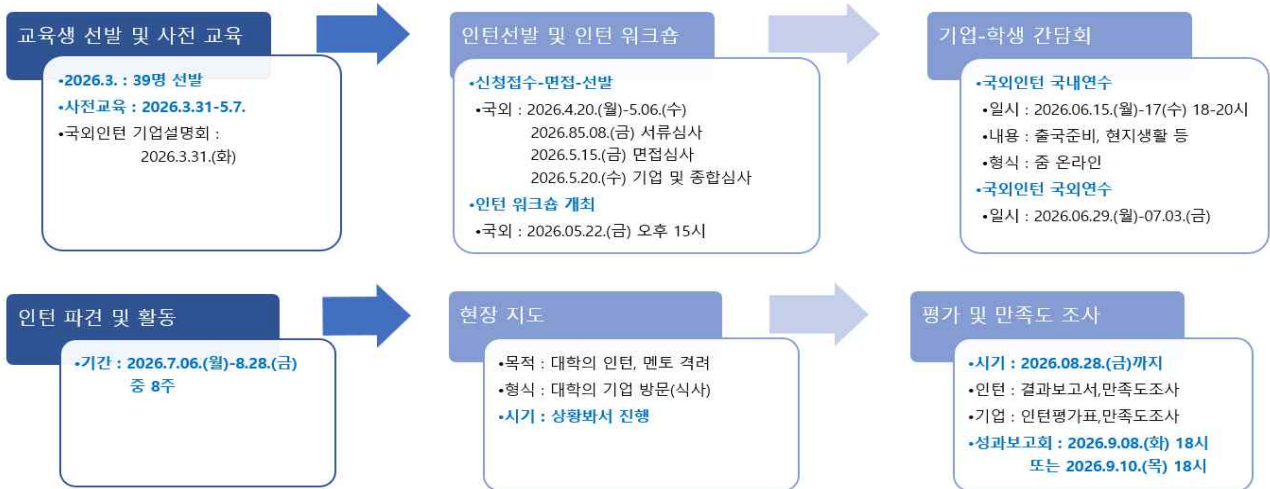 교육생 선발 및 사전 교육
•2026.3. : 39명 선발
•사전교육 : 2026.3.31-5.7.
•국외인턴 기업설명회 :
2026.3.31.(화)
인턴선발 및 인턴 워크숍
•신청접수-면접-선발
•국외 : 2026.4.20.(월)-5.06.(수)
2026.85.08.(금) 서류심사
2026.5.15.(금) 면접심사
2026.5.20.(수) 기업 및 종합심사
•인턴 워크숍 개최
•국외 : 2026.05.22.(금) 오후 15시
기업-학생 간담회
•국외인턴 국내연수
•일시 : 2026.06.15.(월)-17(수) 18-20시
•내용 : 출국준비, 현지생활 등
•형식 : 줌 온라인
•국외인턴 국외연수
•일시 : 2026.06.29.(월)-07.03.(금)
인턴 파견 및 활동
•기간 : 2026.7.06.(월)-8.28.(금)
중 8주
현장 지도
•목적 : 대학의 인턴, 멘토 격려
•형식 : 대학의 기업 방문(식사)
•시기 : 상황봐서 진행
평가 및 만족도 조사
•시기 : 2026.08.28.(금)까지
•인턴 : 결과보고서,만족도조사
•기업 : 인턴평가표,만족도조사
•성과보고회 : 2026.9.08.(화) 18시
또는 2026.9.10.(목) 18시